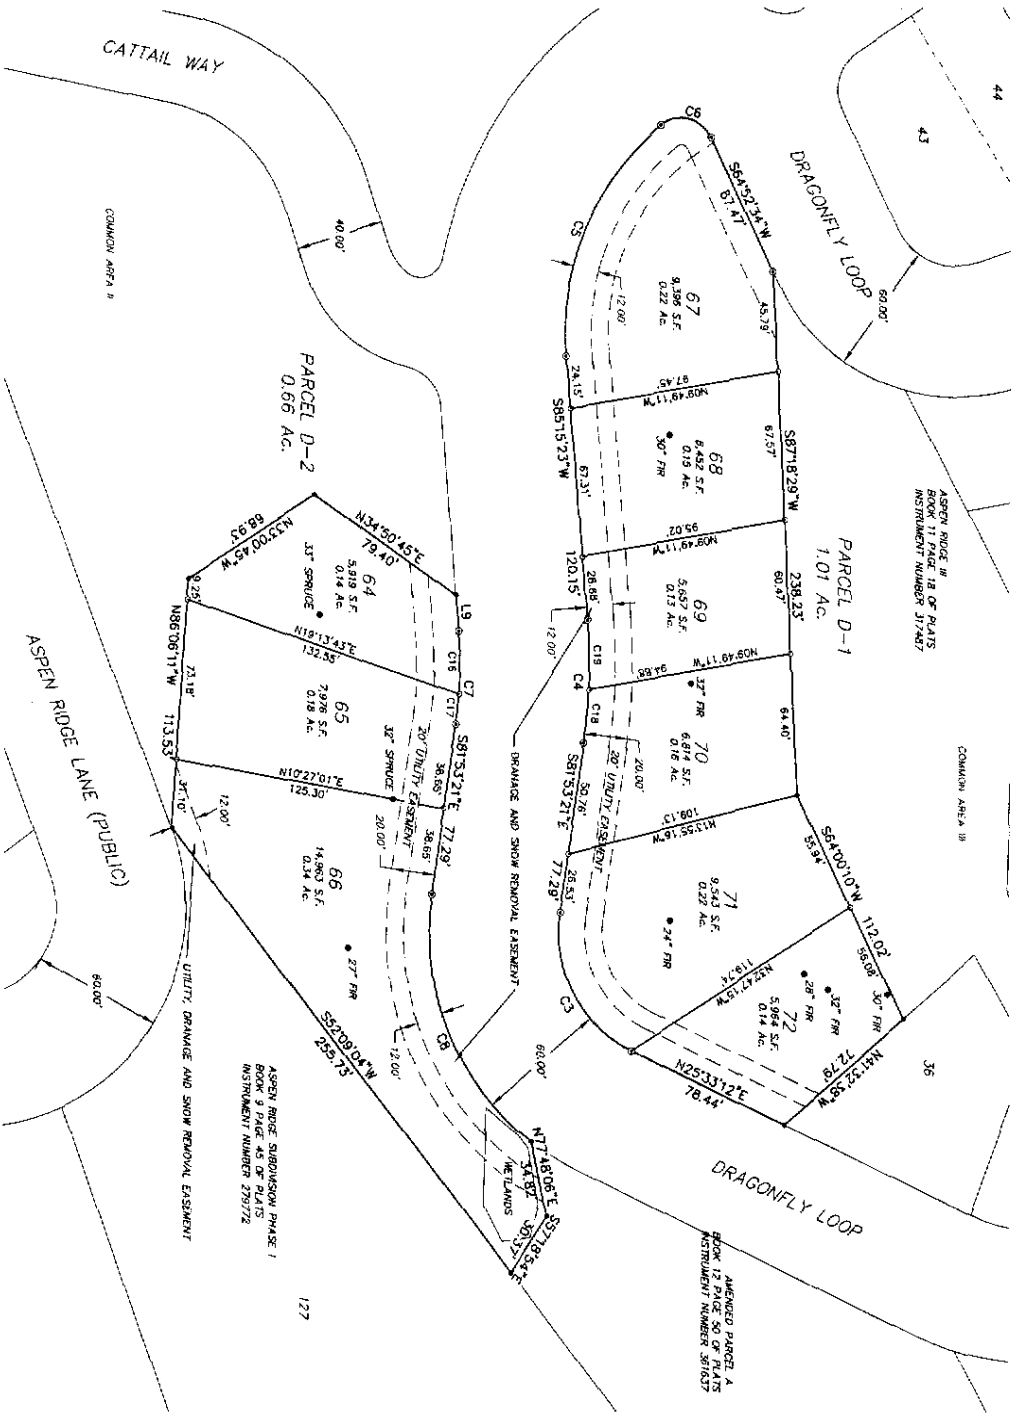 CATTAIL WAY
COMMON AREA II
40.00'
DRAGONFLY LOOP
60.00'
43
44
ASPEN RIDGE III
BOOK 11 PAGE 18 OF PLATS
INSTRUMENT NUMBER 317487
COMMON AREA III
C6
S64°52'34"W
87.47'
C5
12.00'
67
9,396 S.F.
0.22 Ac.
45.79'
24.15'
97.45'
N09°49'11"W
S85°15'23"W
67.31'
30" FIR
68
6,452 S.F.
0.15 Ac.
67.57'
S87°18'29"W
95.02'
N09°49'11"W
120.15'
28.68'
12.00'
69
5,657 S.F.
0.13 Ac.
60.47'
238.23'
PARCEL D-1
1.01 Ac.
C19
C4
94.68'
N09°49'11"W
32" FIR
C18
20.00'
20' UTILITY EASEMENT
70
6,814 S.F.
0.16 Ac.
64.40'
S81°53'21"E
50.76'
109.13'
N13°55'16"W
26.53'
77.29'
71
9,543 S.F.
0.22 Ac.
24" FIR
S64°00'10"W
55.94'
112.02'
56.08'
C3
119.74'
N32°47'15"W
30" FIR
32" FIR
28" FIR
72
5,964 S.F.
0.14 Ac.
N41°32'38"W
72.79'
N25°33'12"E
78.44'
36
60.00'
DRAGONFLY LOOP
AMENDED PARCEL A
BOOK 12 PAGE 50 OF PLATS
INSTRUMENT NUMBER 361637
PARCEL D-2
0.66 Ac.
N34°50'45"E
79.40'
N33°00'45"W
68.93'
64
5,919 S.F.
0.14 Ac.
33" SPRUCE
9.25'
L9
C16
C7
C17
N19°13'43"E
132.55'
N86°06'11"W
73.18'
113.53'
65
7,976 S.F.
0.18 Ac.
32" SPRUCE
20' UTILITY EASEMENT
S81°53'21"E
38.65'
77.29'
38.65'
N10°27'01"E
125.30'
20.00'
31.10'
12.00'
66
14,963 S.F.
0.34 Ac.
27" FIR
DRAINAGE AND SNOW REMOVAL EASEMENT
C8
12.00'
S52°09'04"W
255.73'
WETLANDS
N77°48'06"E
34.82'
S57°18'54"E
30.37'
UTILITY, DRAINAGE AND SNOW REMOVAL EASEMENT
ASPEN RIDGE LANE (PUBLIC)
60.00'
ASPEN RIDGE SUBDIVISION PHASE 1
BOOK 9 PAGE 45 OF PLATS
INSTRUMENT NUMBER 279772
127